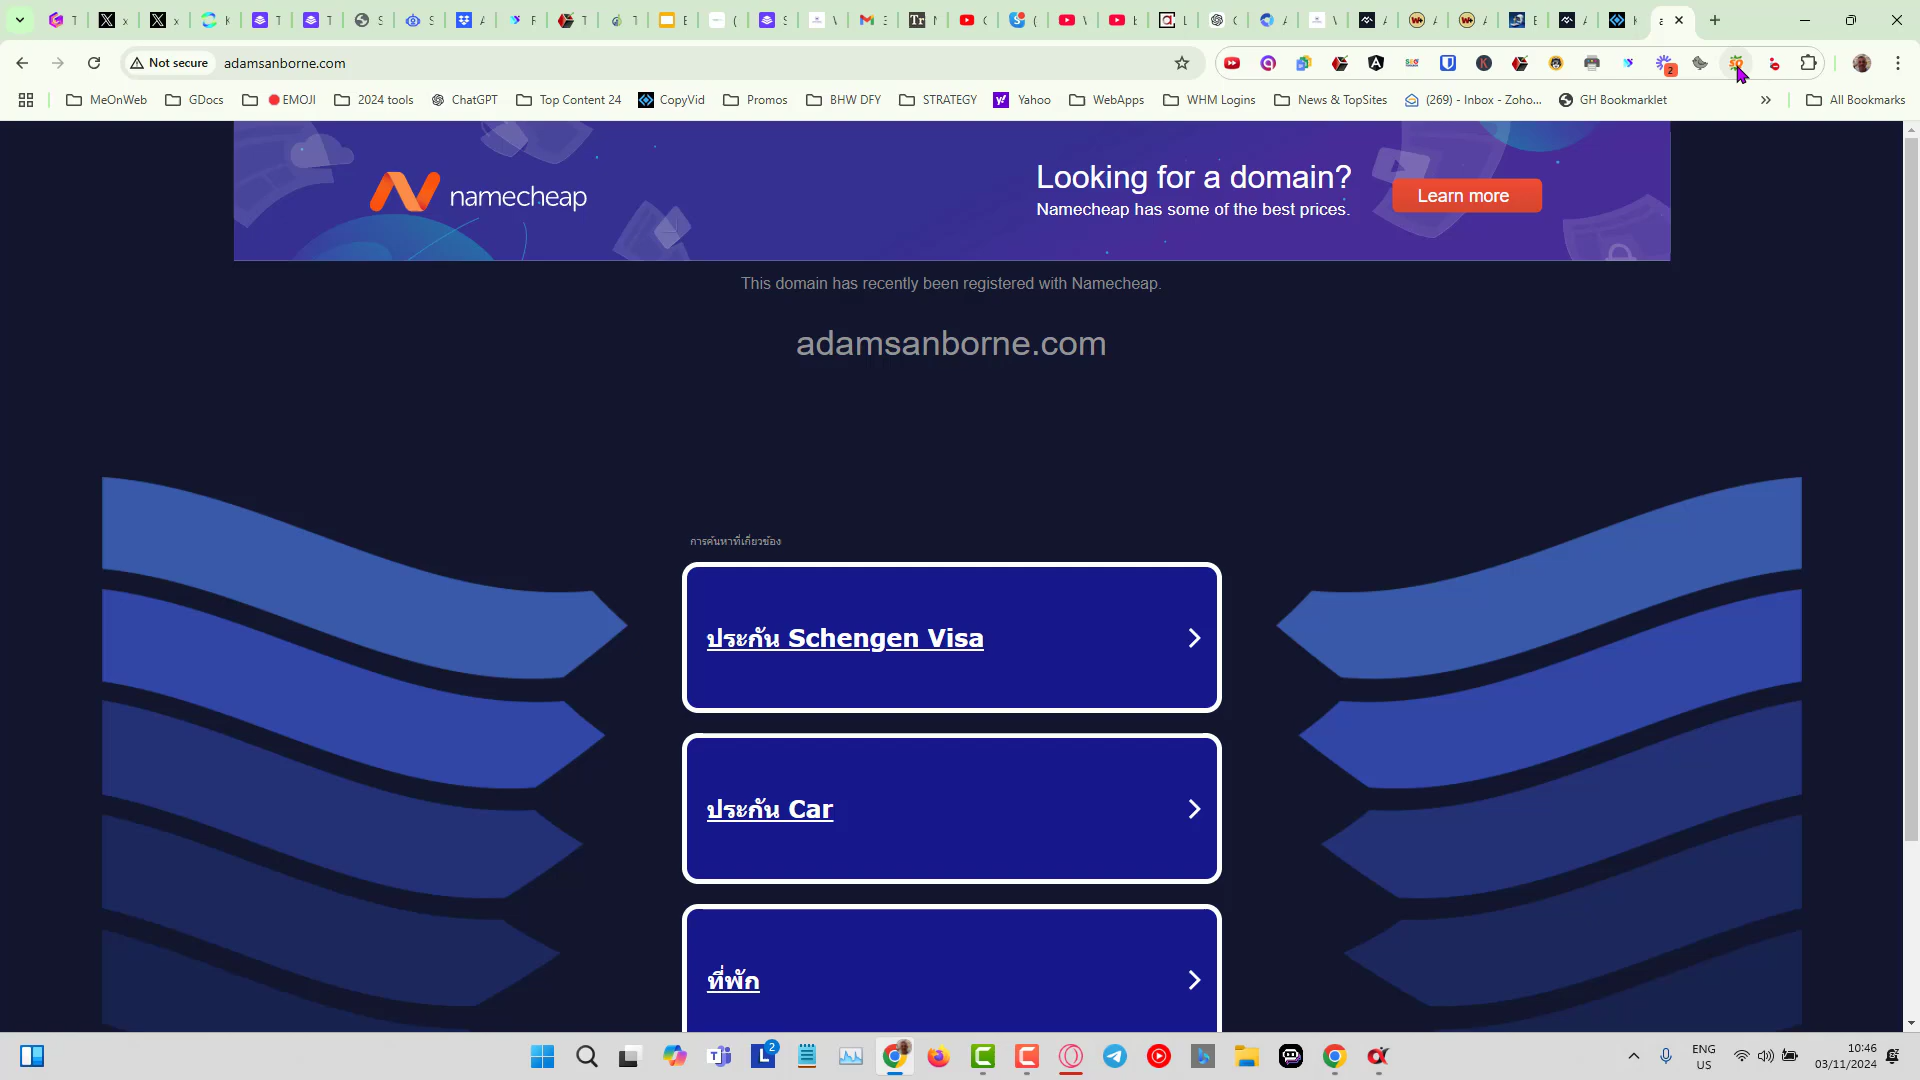 Not secure
adamsanborne.com
2
MeOnWeb
GDocs
EMOJI
2024 tools
ChatGPT
Top Content 24
CopyVid
Promos
BHW DFY
STRATEGY
Yahoo
WebApps
WHM Logins
News & TopSites
(269) - Inbox - Zoho...
GH Bookmarklet
All Bookmarks
namecheap
Looking for a domain?
Namecheap has some of the best prices.
Learn more
This domain has recently been registered with Namecheap.
adamsanborne.com
การค้นหาที่เกี่ยวข้อง
ประกัน Schengen Visa
ประกัน Car
ที่พัก
2
ENG
US
10:46
03/11/2024